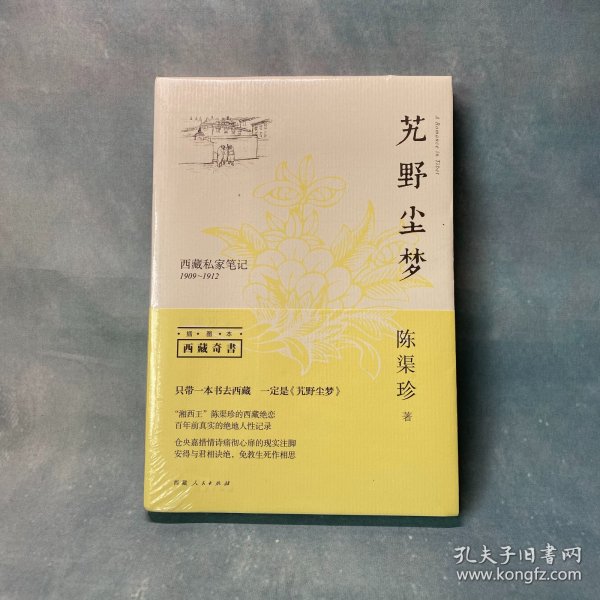 艽野尘梦
A Romance in Tibet
西藏私家笔记
1909~1912
陈渠珍
著
·插·图·本·
西藏奇書
只带一本书去西藏 一定是《艽野尘梦》
“湘西王”陈渠珍的西藏绝恋
百年前真实的绝地人性记录
仓央嘉措情诗痛彻心扉的现实注脚
安得与君相决绝，免教生死作相思
西藏人民出版社
孔夫子旧书网
www.kongfz.com